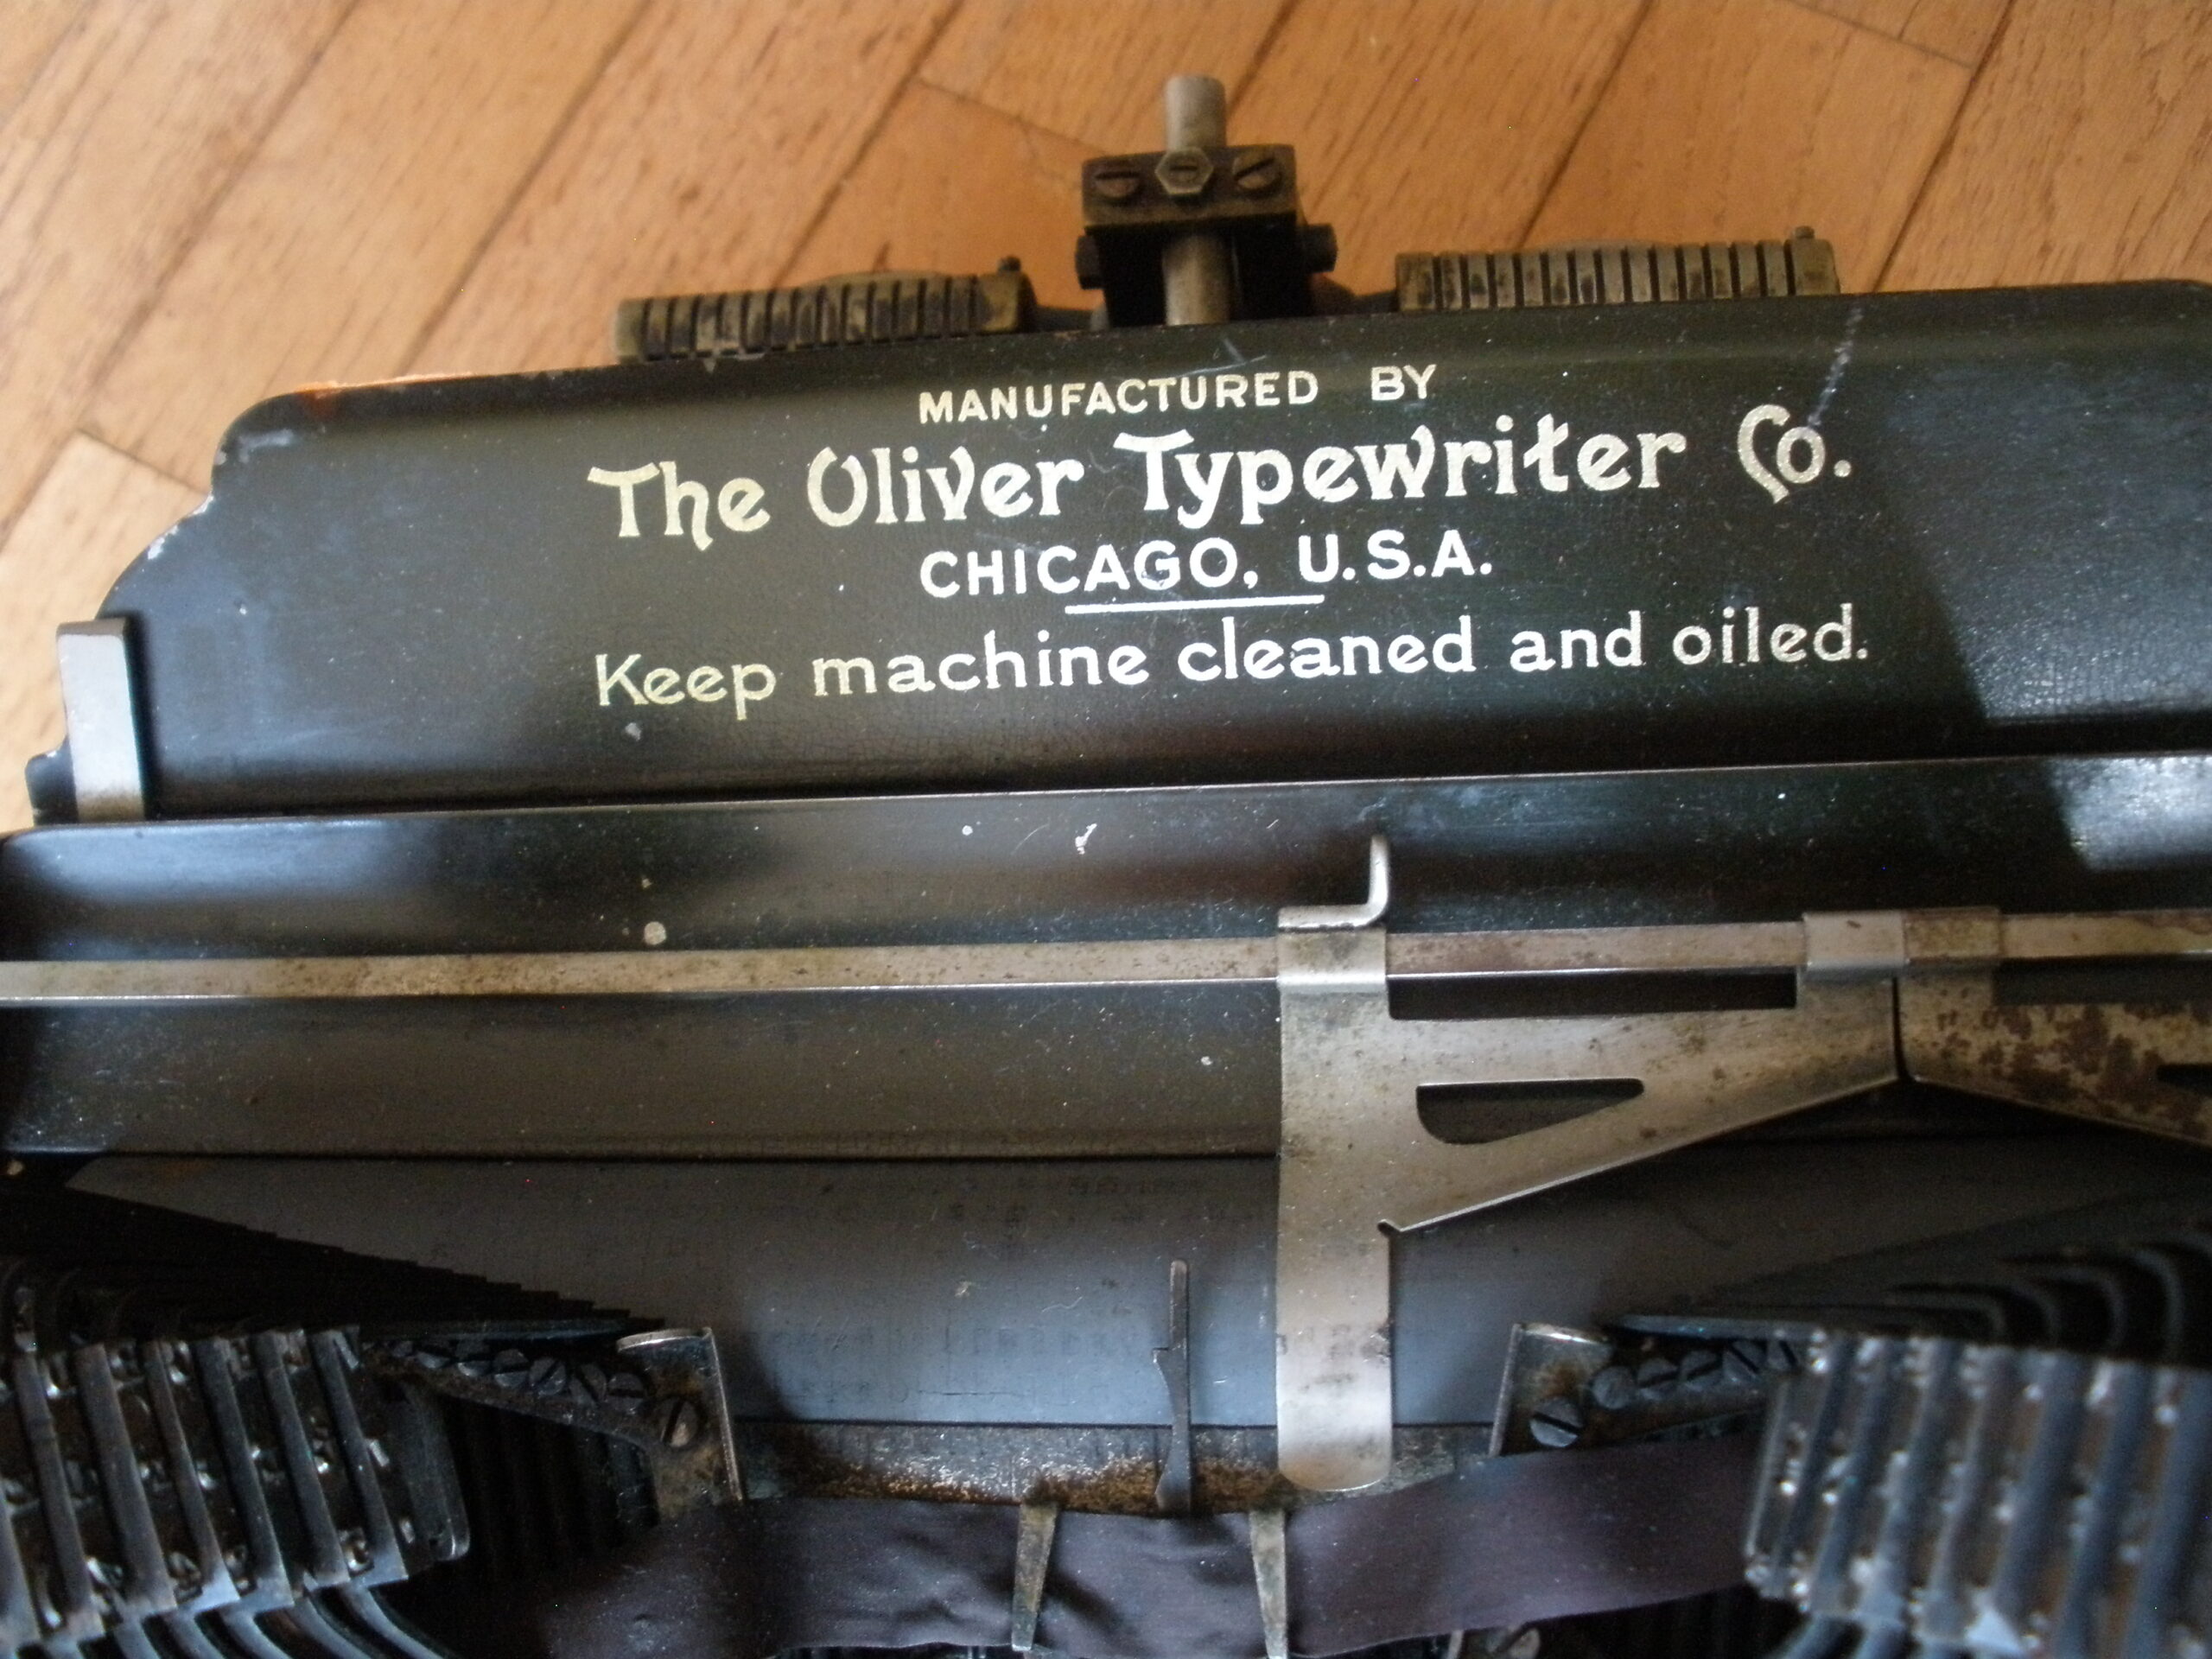 MANUFACTURED BY
The Oliver Typewriter Co.
CHICAGO, U.S.A.
Keep machine cleaned and oiled.